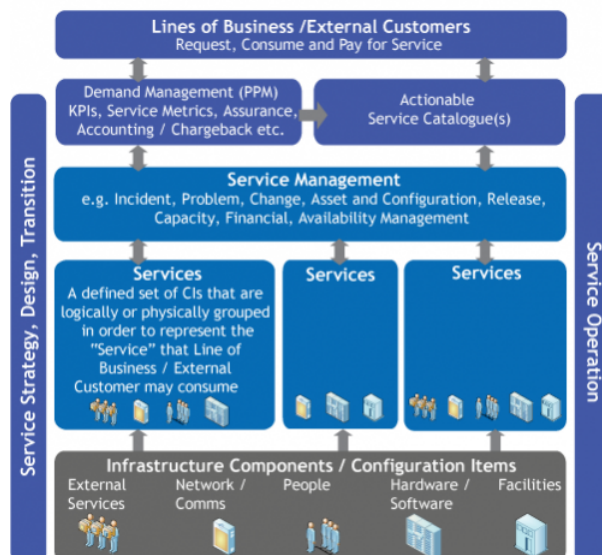 Lines of Business /External Customers
Request, Consume and Pay for Service
Demand Management (PPM)
KPIs, Service Metrics, Assurance,
Accounting / Chargeback etc.
Actionable
Service Catalogue(s)
Service Strategy, Design, Transition
Service Management
e.g. Incident, Problem, Change, Asset and Configuration, Release,
Capacity, Financial, Availability Management
Services
A defined set of CIs that are
logically or physically grouped
in order to represent the
"Service" that Line of
Business / External
Customer may consume
Services
Services
Service Operation
Infrastructure Components / Configuration Items
External
Services
Network /
Comms
People
Hardware /
Software
Facilities